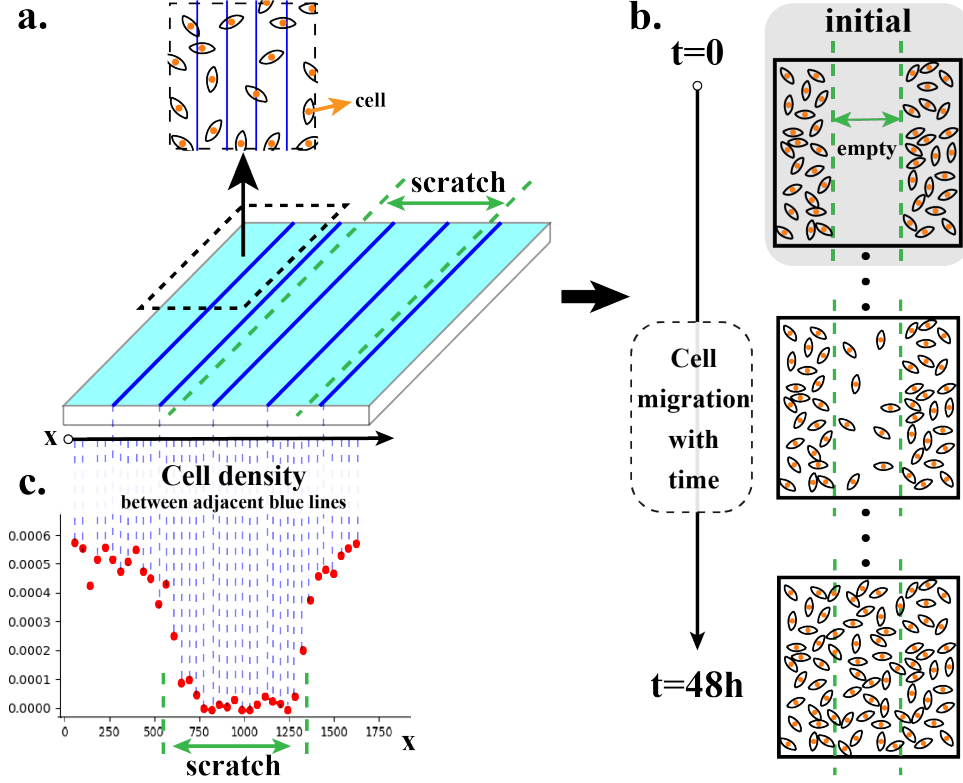 a.
cell
scratch
x
b.
initial
t=0
empty
Cell
migration
with
time
t=48h
c.
Cell density
between adjacent blue lines
0.0006
0.0005
0.0004
0.0003
0.0002
0.0001
0.0000
0 250 500 750 1000 1250 1500 1750
x
scratch